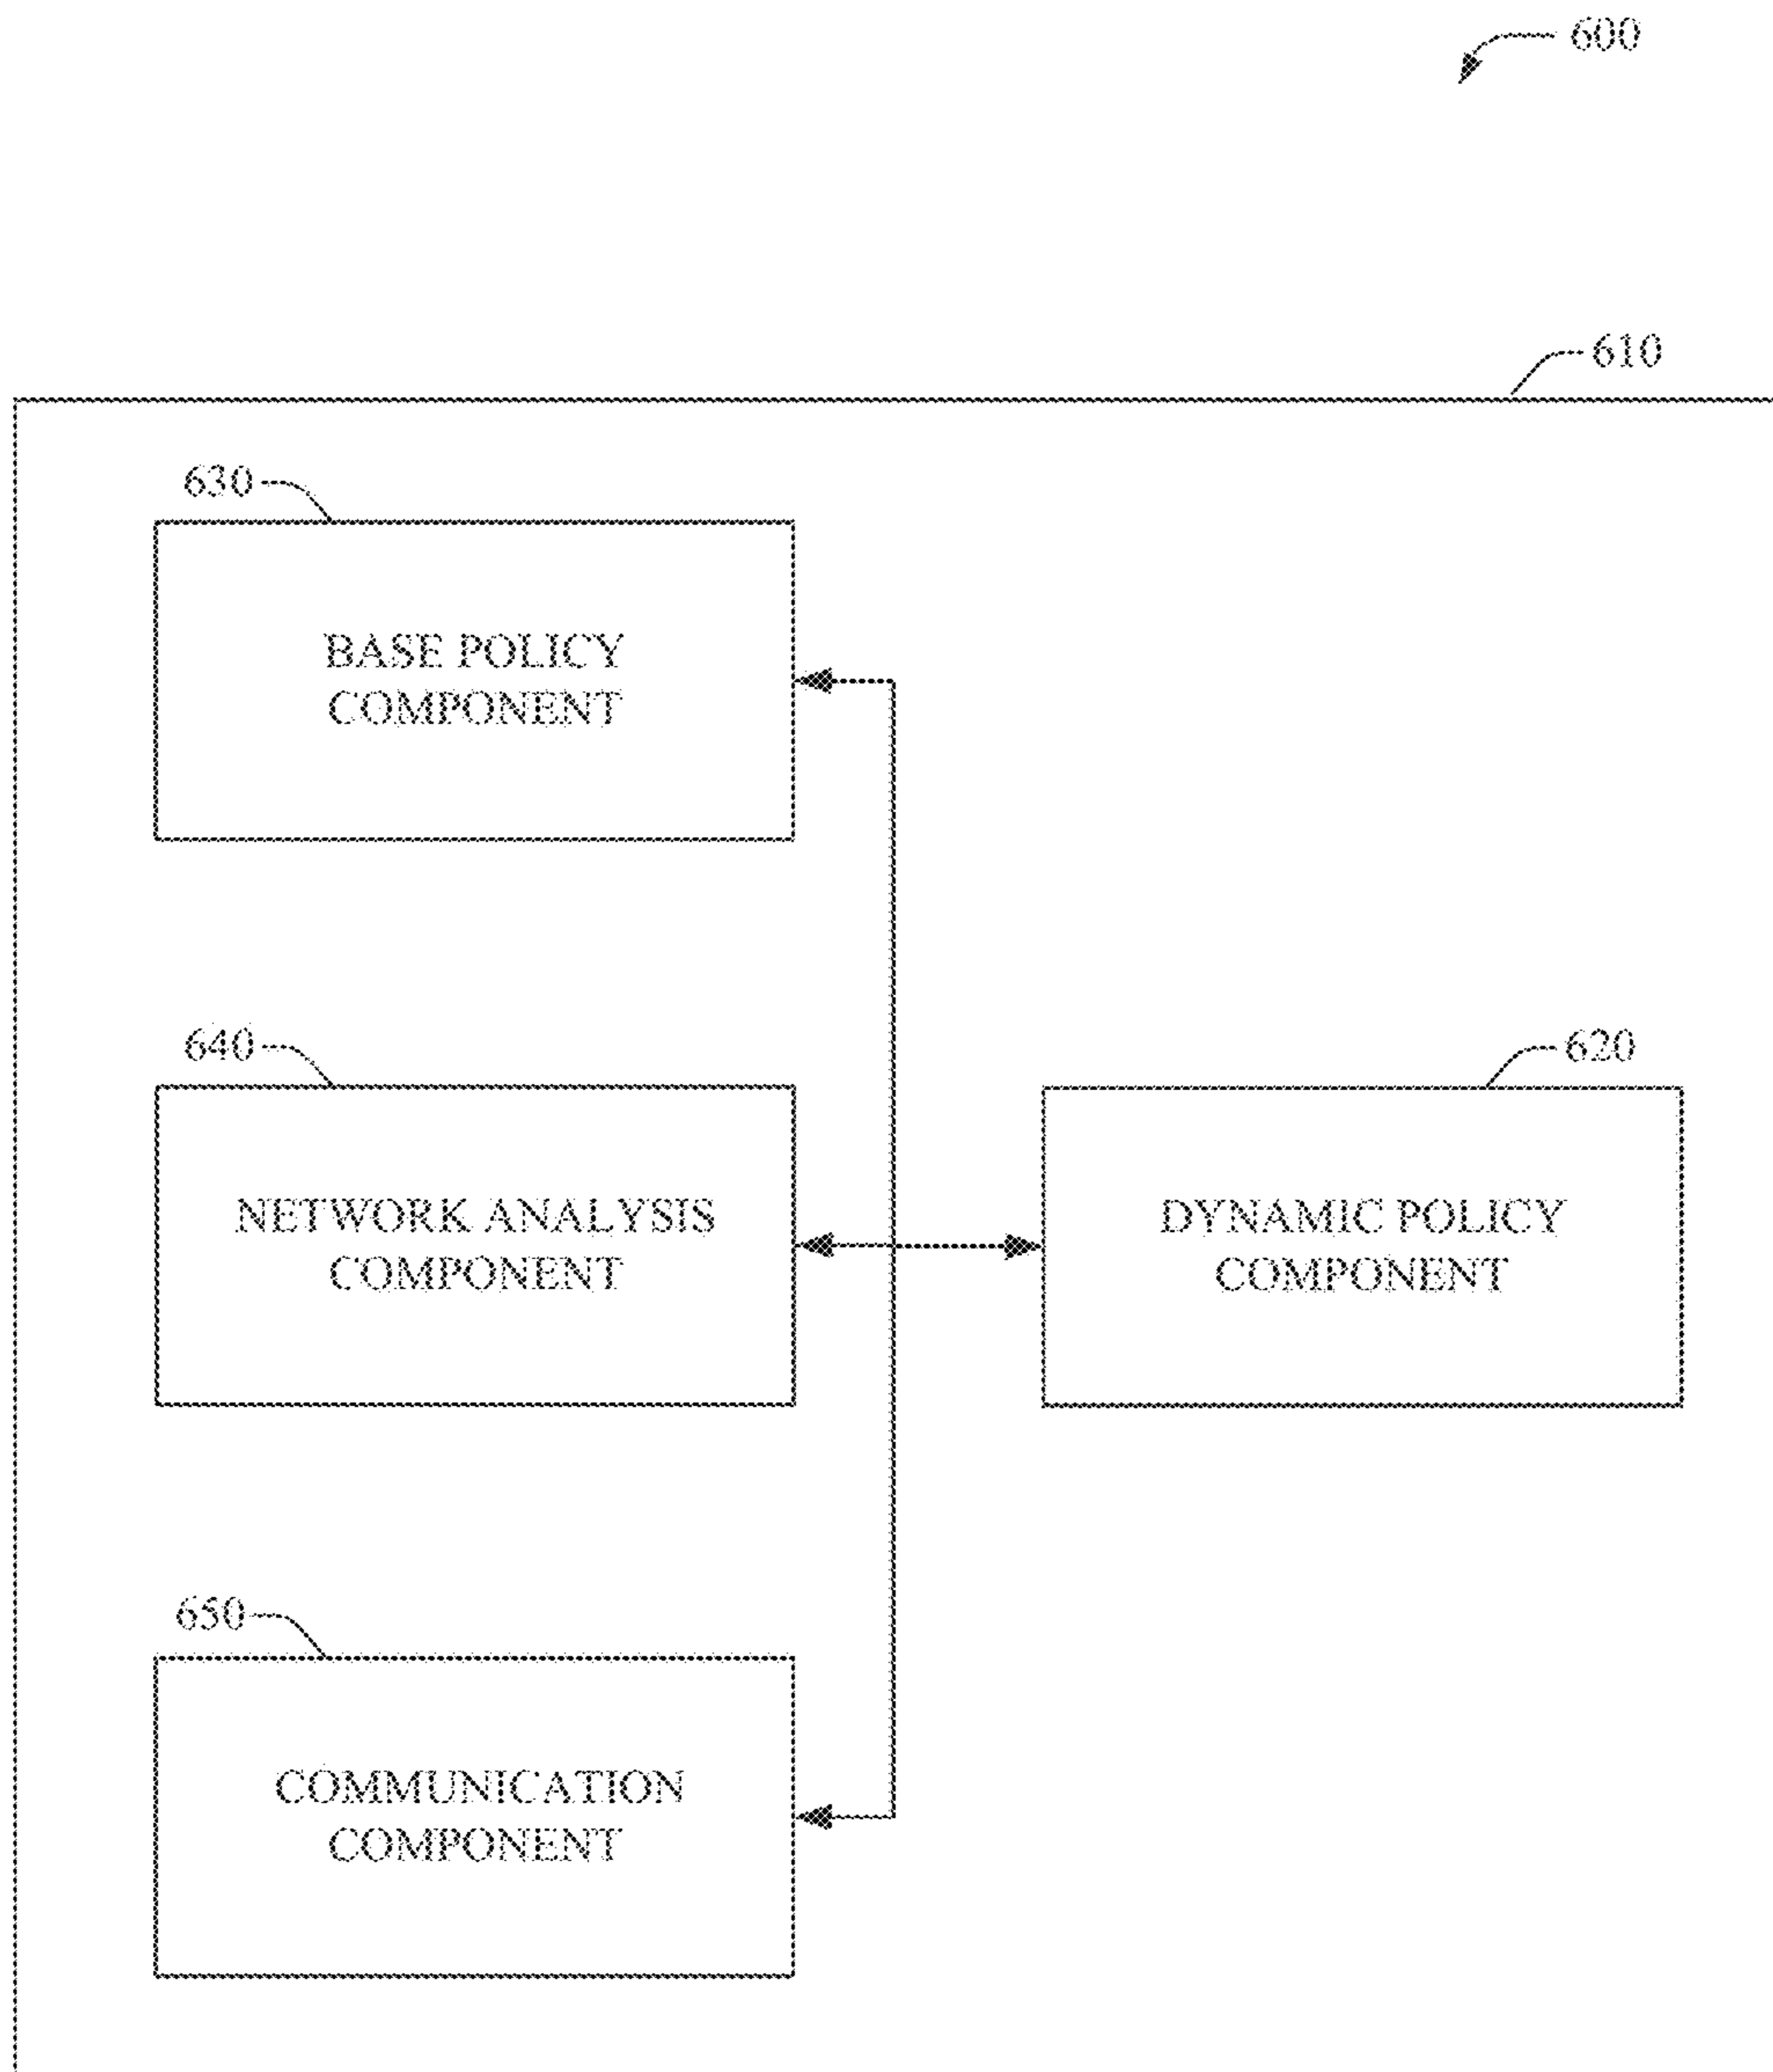 600
610
630
BASE POLICY
COMPONENT
640
NETWORK ANALYSIS
COMPONENT
620
DYNAMIC POLICY
COMPONENT
650
COMMUNICATION
COMPONENT